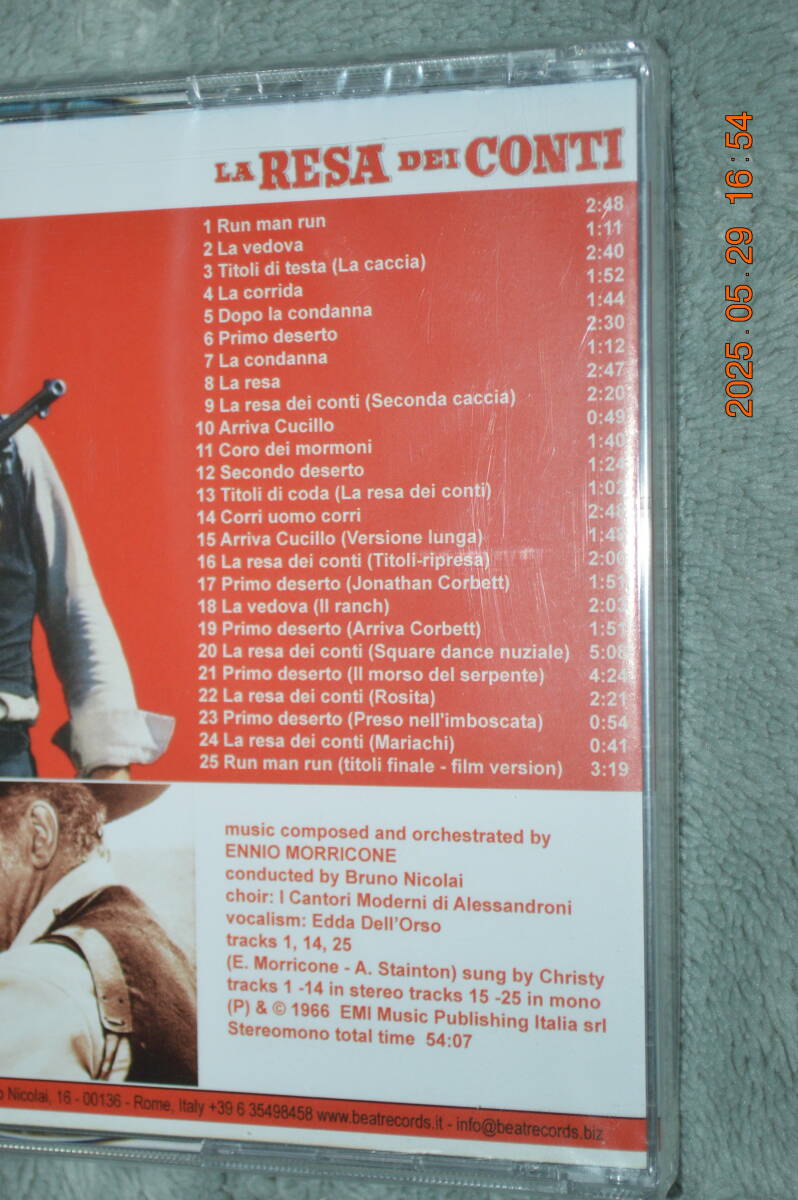 LA RESA DEI CONTI
1 Run man run 2:48
2 La vedova 1:11
3 Titoli di testa (La caccia) 2:40
4 La corrida 1:52
5 Dopo la condanna 1:44
6 Primo deserto 2:30
7 La condanna 1:12
8 La resa 2:47
9 La resa dei conti (Seconda caccia) 2:20
10 Arriva Cucillo 0:49
11 Coro dei mormoni 1:40
12 Secondo deserto 1:24
13 Titoli di coda (La resa dei conti) 1:02
14 Corri uomo corri 2:48
15 Arriva Cucillo (Versione lunga)
16 La resa dei conti (Titoli-ripresa) 2:00
17 Primo deserto (Jonathan Corbett) 1:51
18 La vedova (Il ranch) 2:03
19 Primo deserto (Arriva Corbett) 1:51
20 La resa dei conti (Square dance nuziale) 5:08
21 Primo deserto (Il morso del serpente) 4:24
22 La resa dei conti (Rosita) 2:21
23 Primo deserto (Preso nell'imboscata) 0:54
24 La resa dei conti (Mariachi) 0:41
25 Run man run (titoli finale - film version) 3:19
music composed and orchestrated by
ENNIO MORRICONE
conducted by Bruno Nicolai
choir: I Cantori Moderni di Alessandroni
vocalism: Edda Dell'Orso
tracks 1, 14, 25
(E. Morricone - A. Stainton) sung by Christy
tracks 1 -14 in stereo tracks 15 -25 in mono
(P) & © 1966 EMI Music Publishing Italia srl
Stereomono total time 54:07
Nicolai, 16 - 00136 - Rome, Italy +39 6 35498458 www.beatrecords.it - info@beatrecords.biz
2025.05.29 16:54